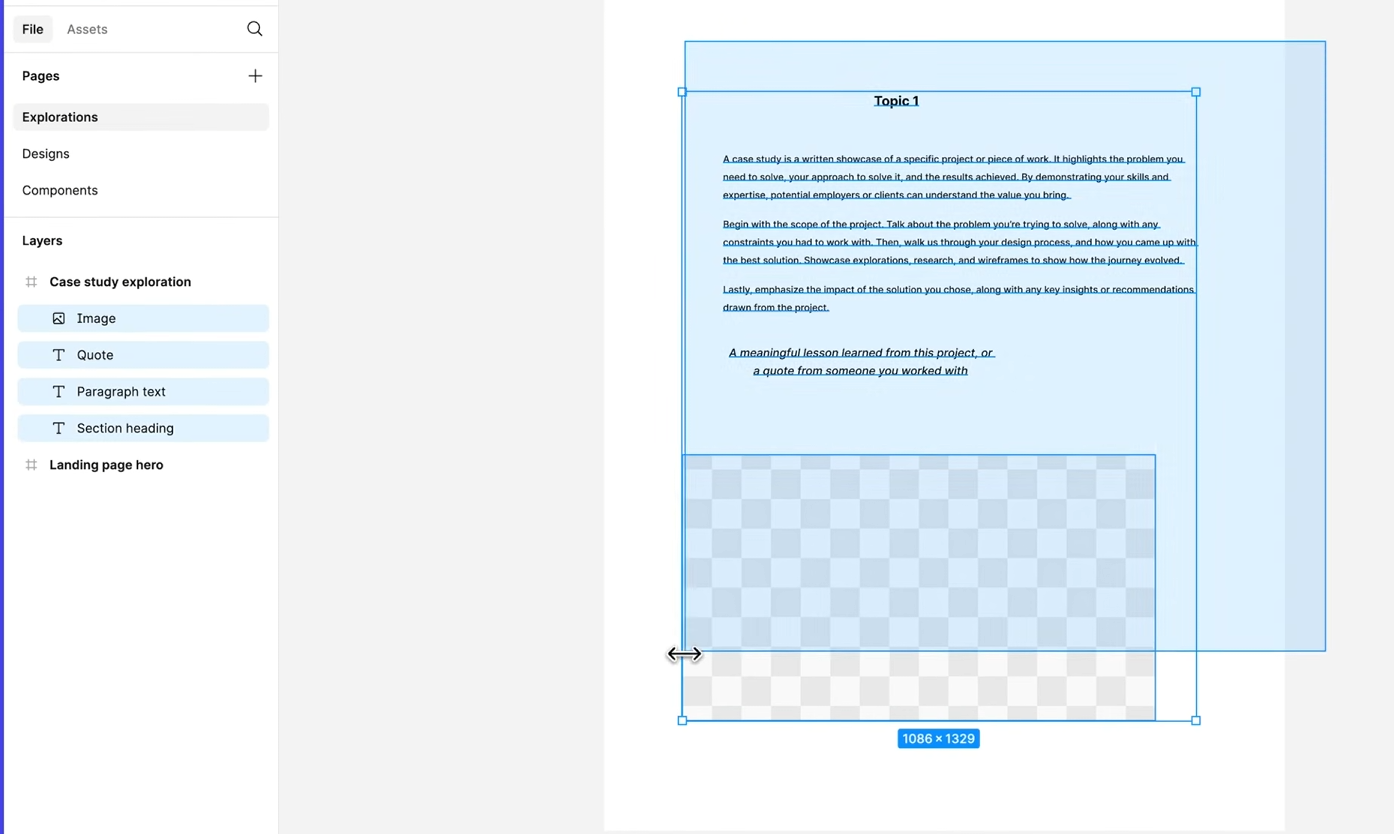 File
Assets
Pages
Explorations
Designs
Components
Layers
Case study exploration
Image
Quote
Paragraph text
Section heading
Landing page hero
Topic 1
A case study is a written showcase of a specific project or piece of work. It highlights the problem you
need to solve, your approach to solve it, and the results achieved. By demonstrating your skills and
expertise, potential employers or clients can understand the value you bring.
Begin with the scope of the project. Talk about the problem you're trying to solve, along with any
constraints you had to work with. Then, walk us through your design process, and how you came up with
the best solution. Showcase explorations, research, and wireframes to show how the journey evolved.
Lastly, emphasize the impact of the solution you chose, along with any key insights or recommendations
drawn from the project.
A meaningful lesson learned from this project, or
a quote from someone you worked with
1086 × 1329